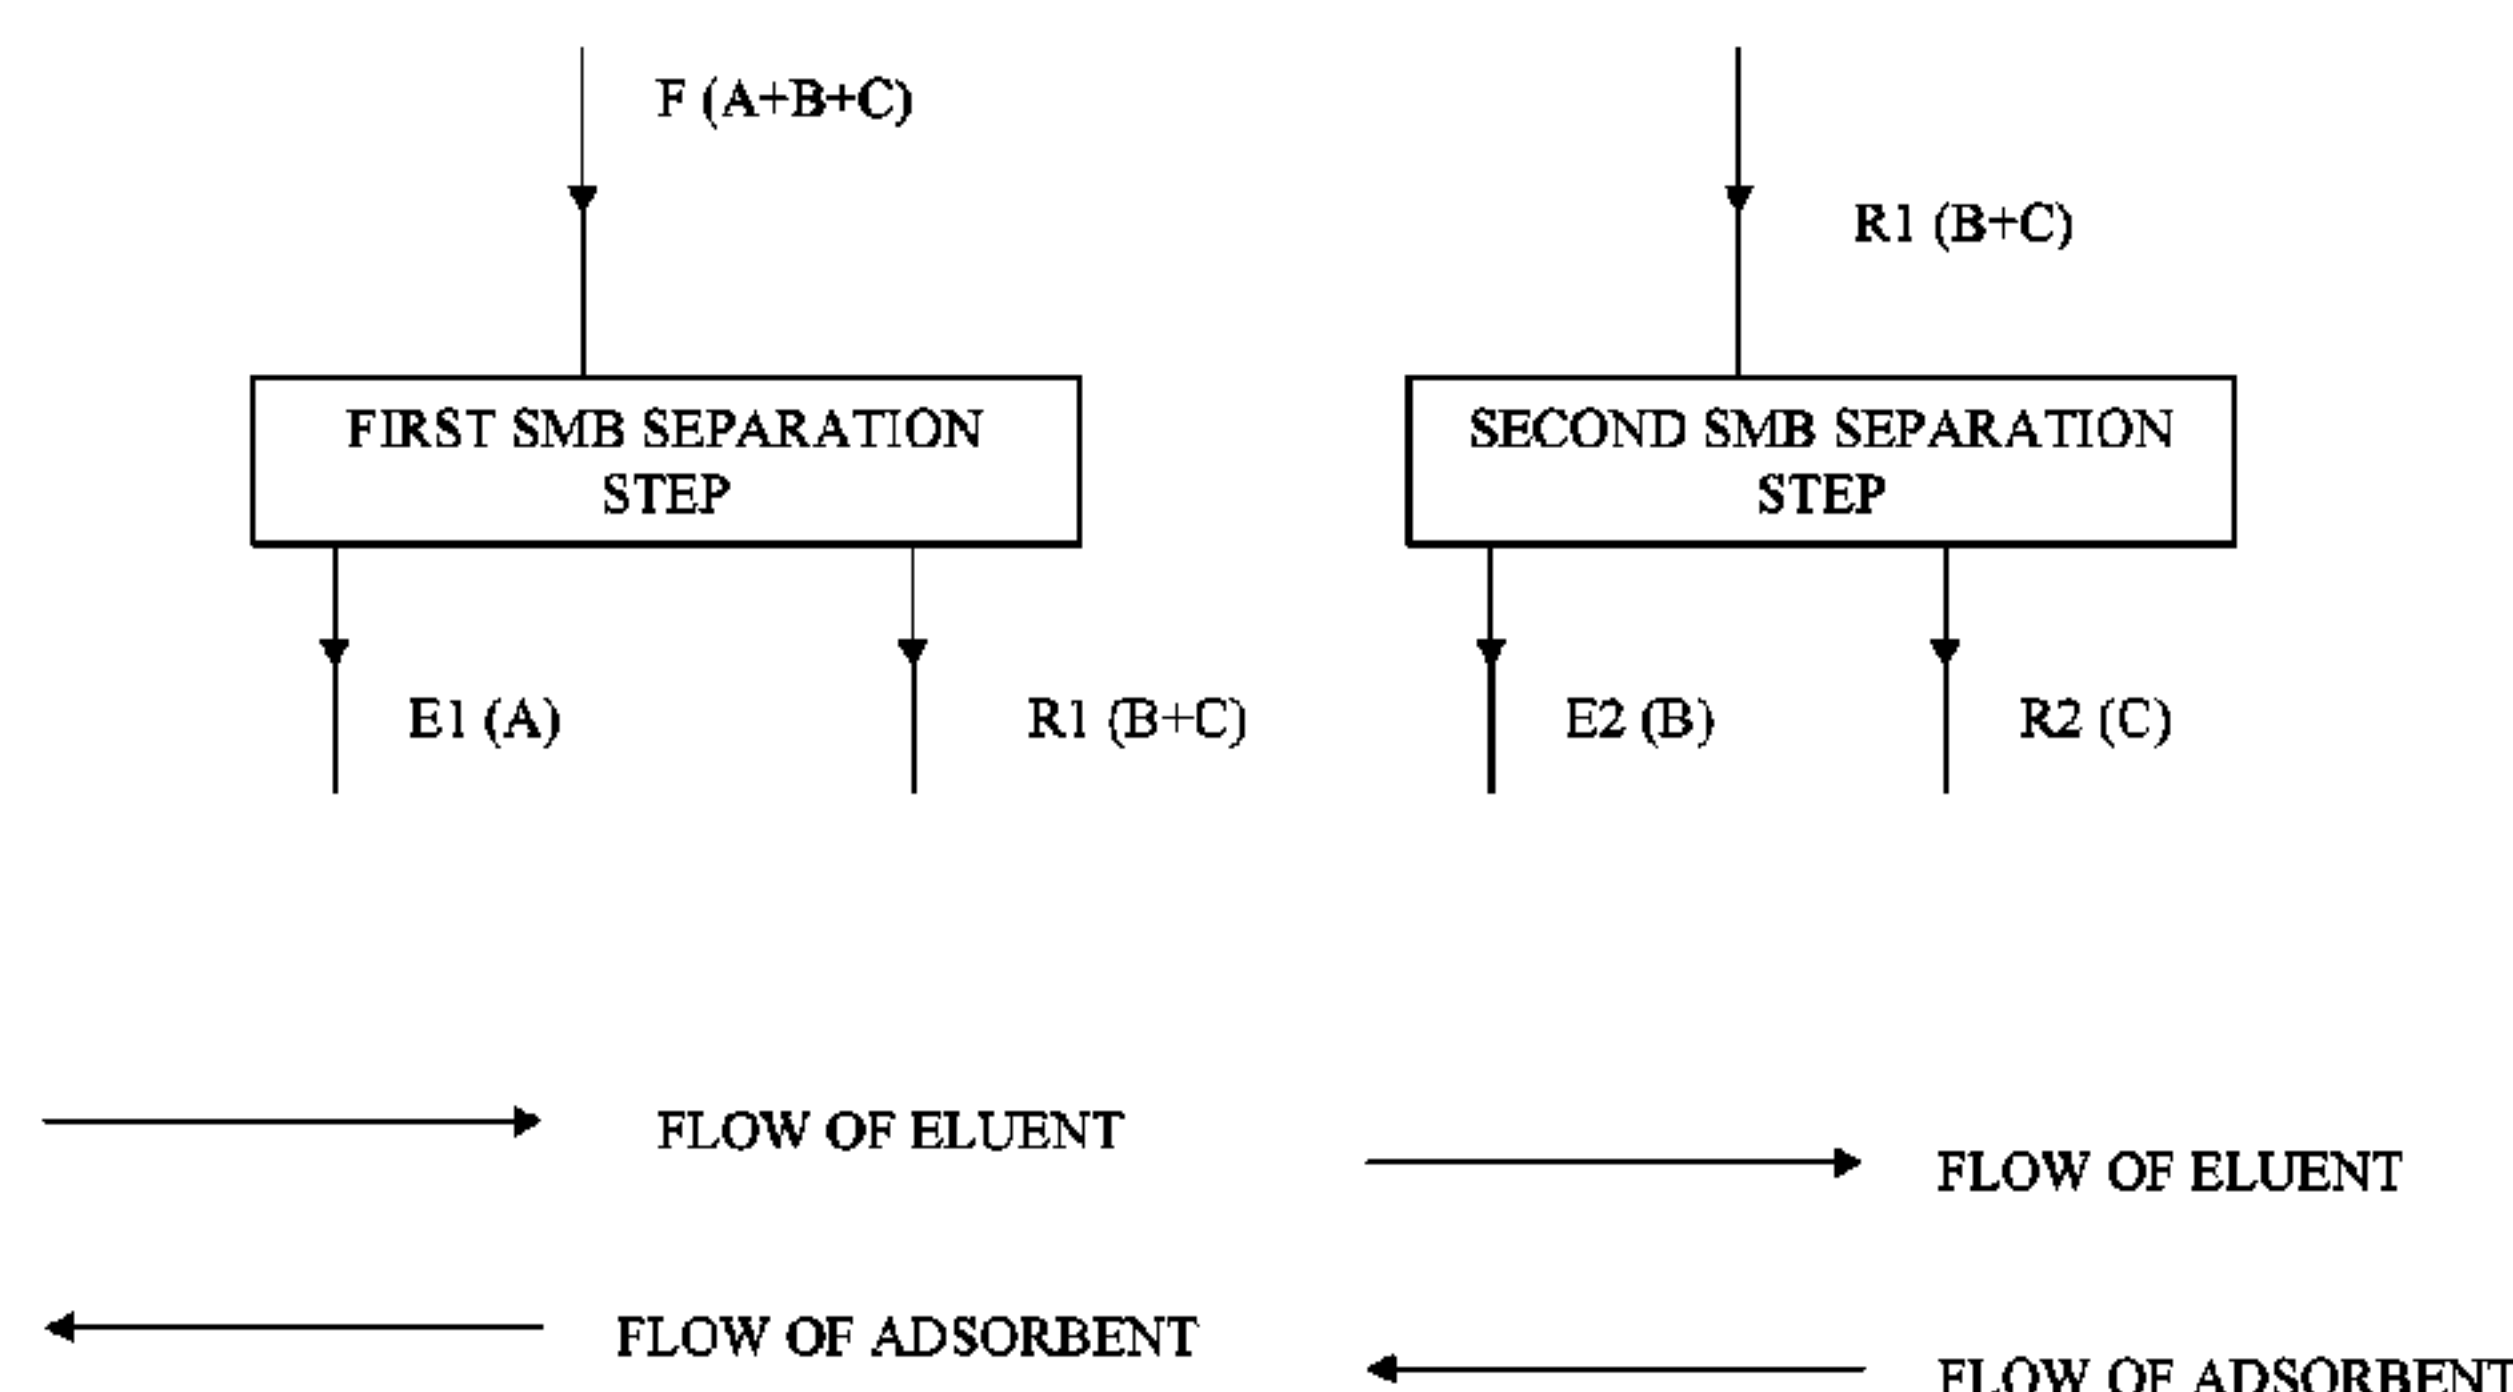 F (A+B+C)
R1 (B+C)
FIRST SMB SEPARATION
STEP
SECOND SMB SEPARATION
STEP
E1 (A)
R1 (B+C)
E2 (B)
R2 (C)
FLOW OF ELUENT
FLOW OF ELUENT
FLOW OF ADSORBENT
FLOW OF ADSORBENT